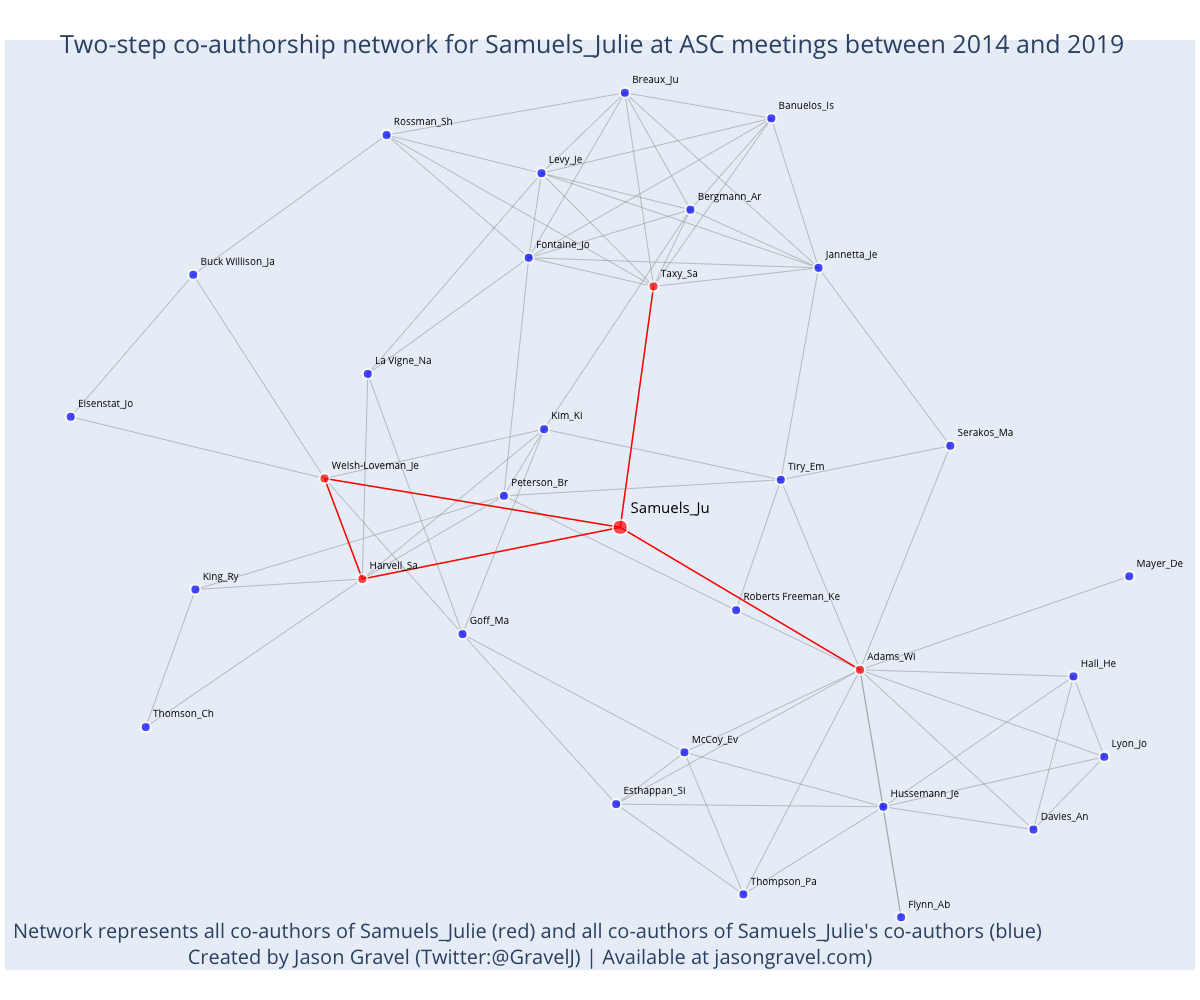 Two-step co-authorship network for Samuels_Julie at ASC meetings between 2014 and 2019
Breaux_Ju
Banuelos_Is
Rossman_Sh
Levy_Je
Bergmann_Ar
Fontaine_Jo
Jannetta_Je
Buck Willison_Ja
Taxy_Sa
La Vigne_Na
Eisenstat_Jo
Kim_Ki
Serakos_Ma
Welsh-Loveman_Je
Tiry_Em
Peterson_Br
Samuels_Ju
Harvell_Sa
Mayer_De
King_Ry
Roberts Freeman_Ke
Goff_Ma
Adams_Wi
Hall_He
Thomson_Ch
McCoy_Ev
Lyon_Jo
Esthappan_Si
Hussemann_Je
Davies_An
Thompson_Pa
Flynn_Ab
Network represents all co-authors of Samuels_Julie (red) and all co-authors of Samuels_Julie's co-authors (blue)
Created by Jason Gravel (Twitter:@GravelJ) | Available at jasongravel.com)